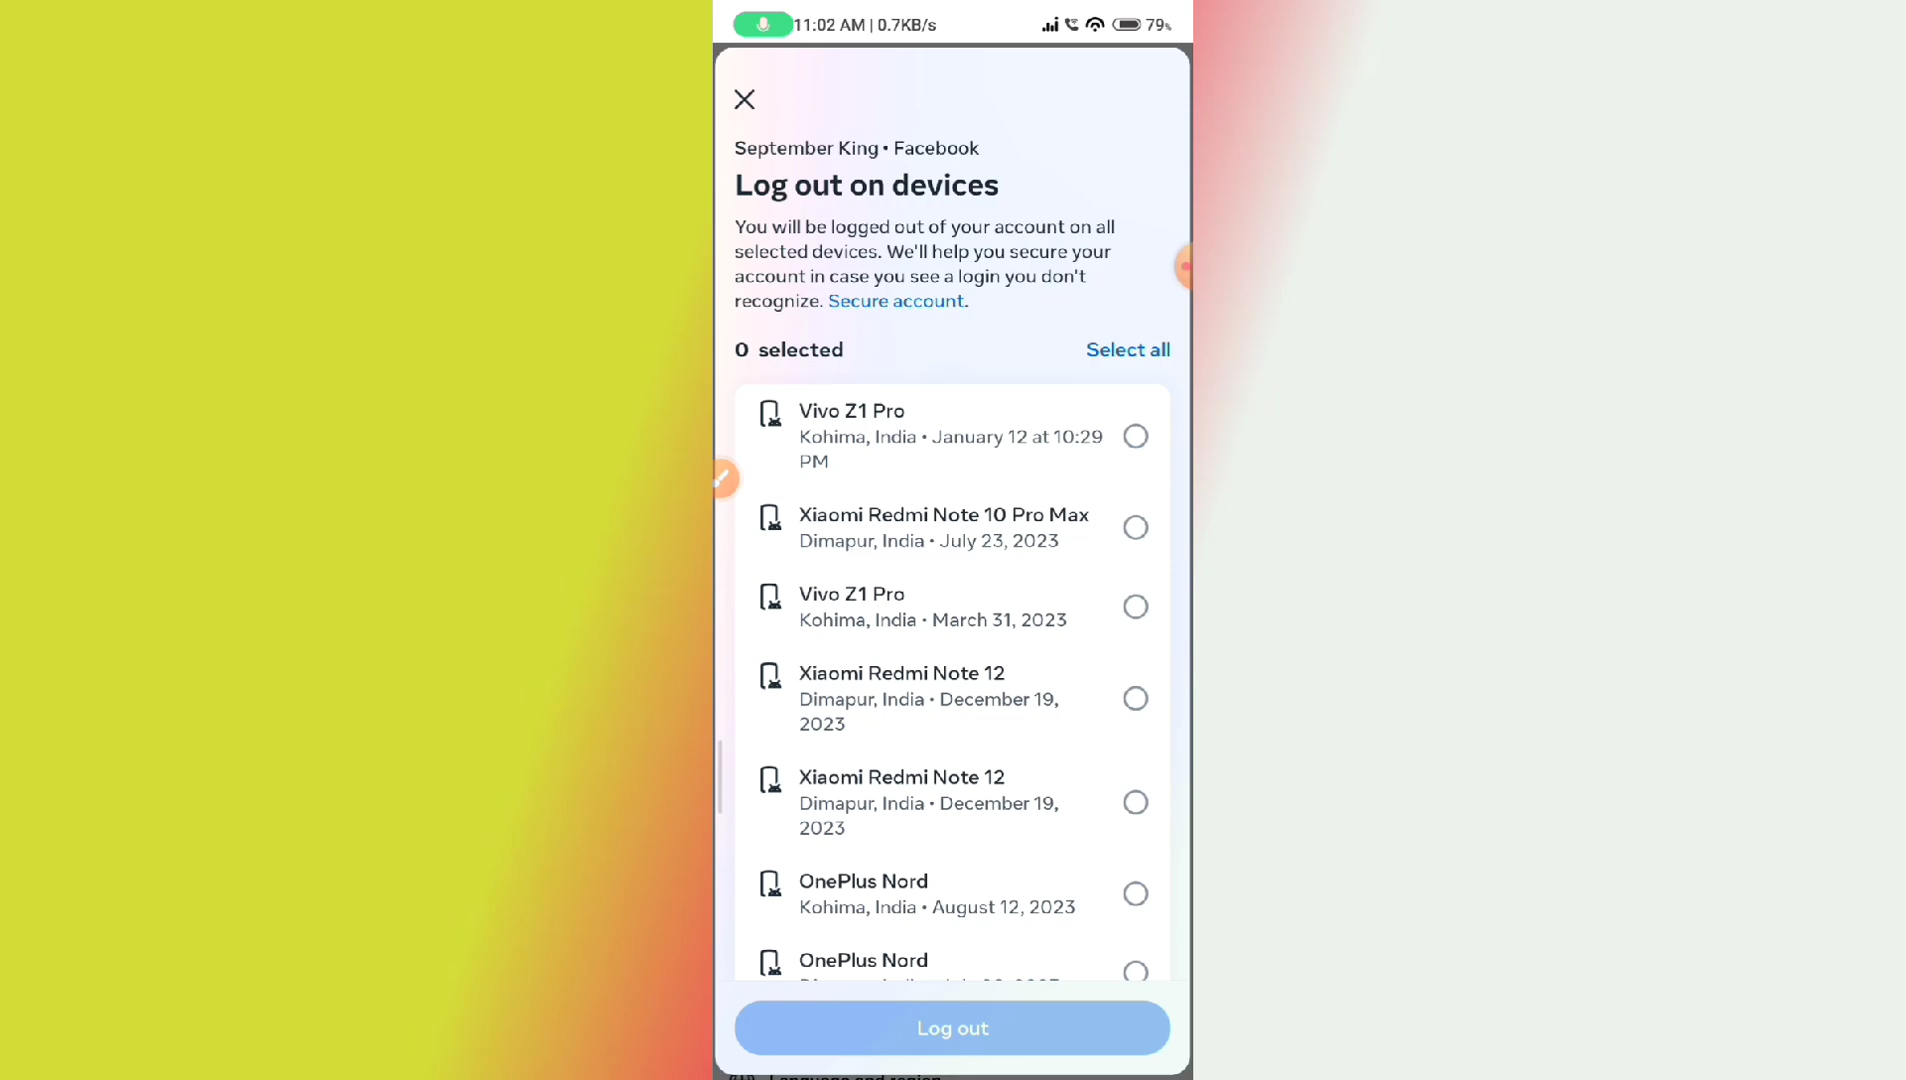 11:02 AM | 0.7KB/s
79%
September King • Facebook
Log out on devices
You will be logged out of your account on all
selected devices. We'll help you secure your
account in case you see a login you don't
recognize. Secure account.
0 selected
Select all
Vivo Z1 Pro
Kohima, India • January 12 at 10:29
PM
Xiaomi Redmi Note 10 Pro Max
Dimapur, India • July 23, 2023
Vivo Z1 Pro
Kohima, India • March 31, 2023
Xiaomi Redmi Note 12
Dimapur, India • December 19,
2023
Xiaomi Redmi Note 12
Dimapur, India • December 19,
2023
OnePlus Nord
Kohima, India • August 12, 2023
OnePlus Nord
Log out